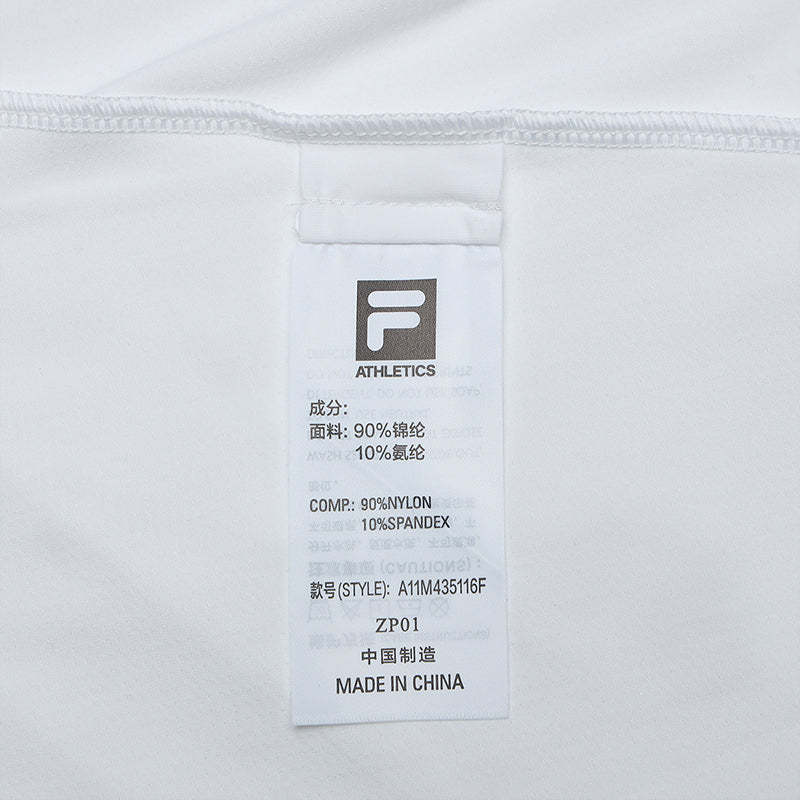 F
ATHLETICS
成分:
面料: 90%锦纶
10%氨纶
COMP.: 90%NYLON
10%SPANDEX
款号(STYLE): A11M435116F
ZP01
中国制造
MADE IN CHINA